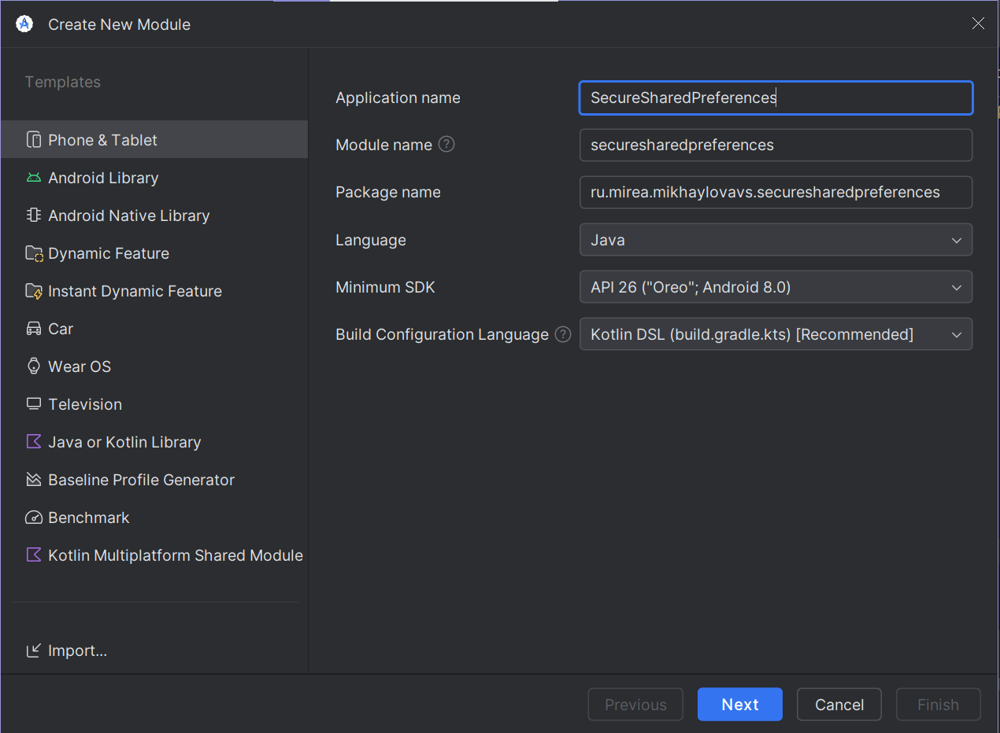 Create New Module
Templates
Phone & Tablet
Android Library
Android Native Library
Dynamic Feature
Instant Dynamic Feature
Car
Wear OS
Television
Java or Kotlin Library
Baseline Profile Generator
Benchmark
Kotlin Multiplatform Shared Module
Import...
Application name SecureSharedPreferences
Module name ? securesharedpreferences
Package name ru.mirea.mikhaylovavs.securesharedpreferences
Language Java
Minimum SDK API 26 ("Oreo"; Android 8.0)
Build Configuration Language ? Kotlin DSL (build.gradle.kts) [Recommended]
Previous Next Cancel Finish